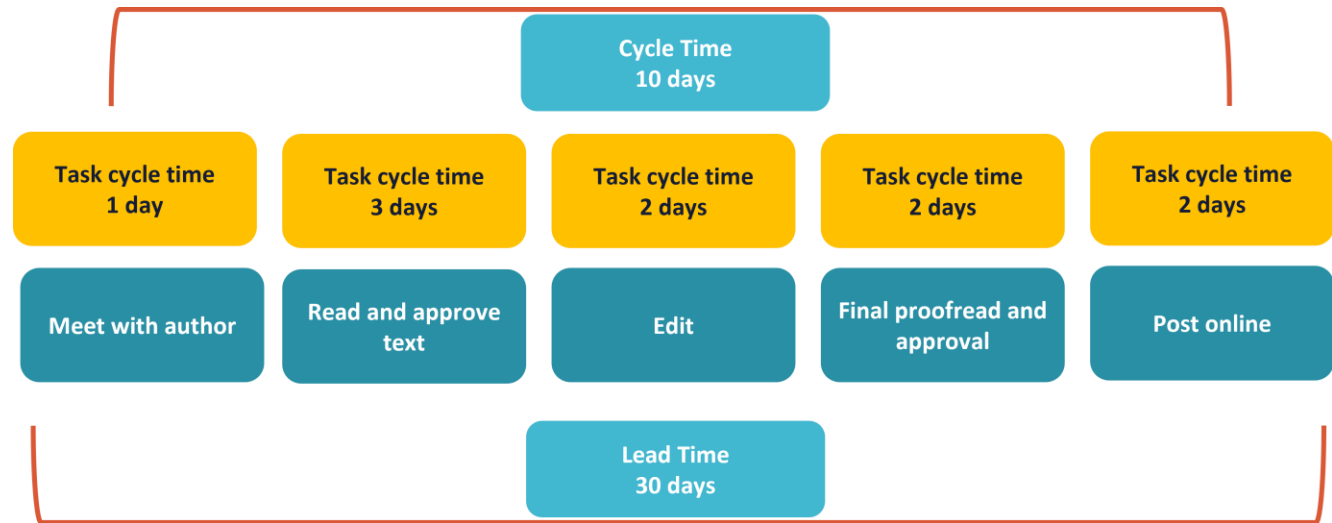 Cycle Time
10 days
Task cycle time
1 day
Task cycle time
3 days
Task cycle time
2 days
Task cycle time
2 days
Task cycle time
2 days
Meet with author
Read and approve
text
Edit
Final proofread and
approval
Post online
Lead Time
30 days